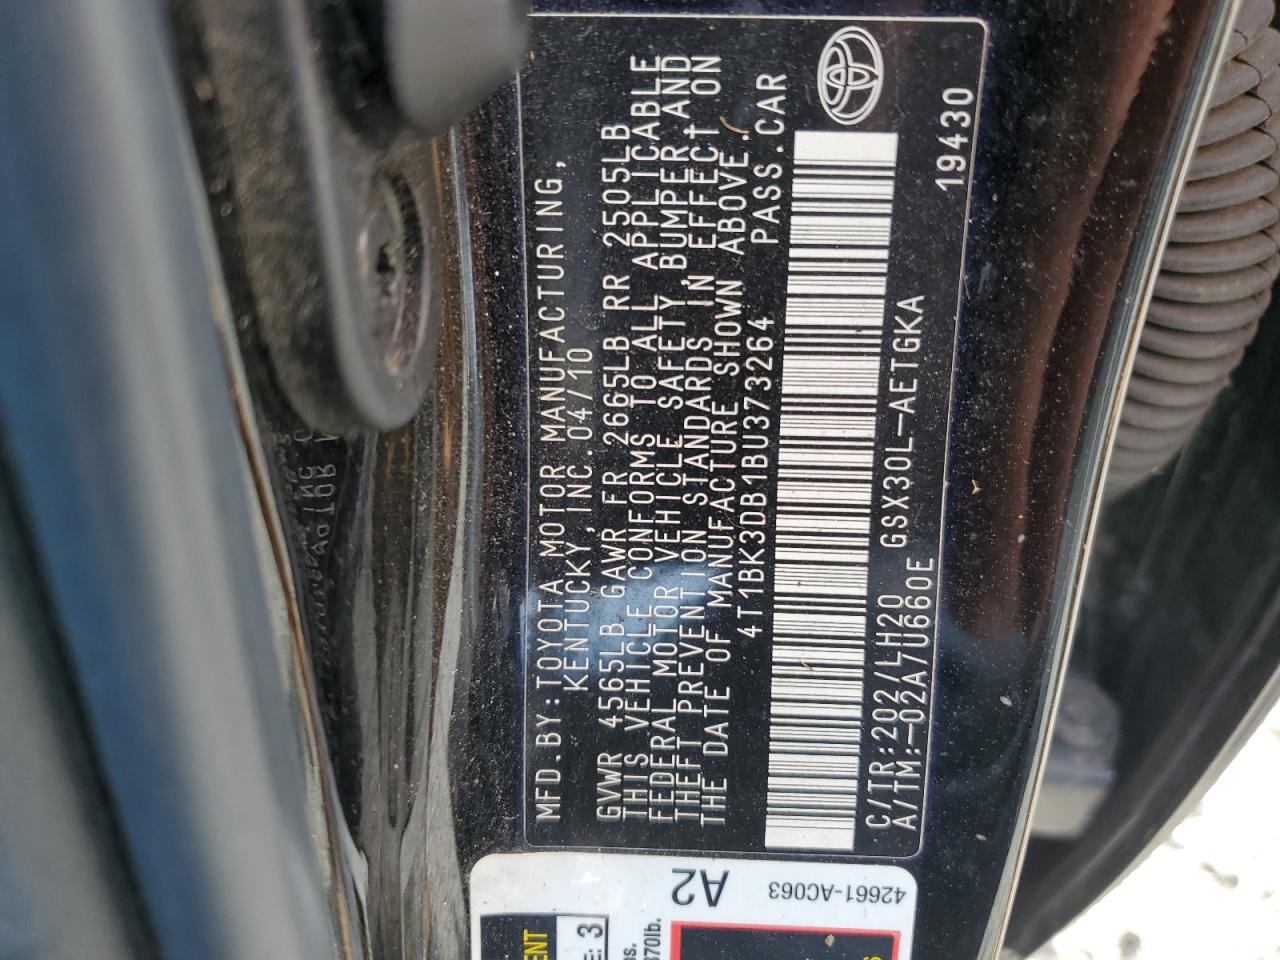 MFD.BY:TOYOTA MOTOR MANUFACTURING,
KENTUCKY,INC.04/10
GVWR 4565LB GAWR FR 2665LB RR 2505LB
THIS VEHICLE CONFORMS TO ALL APPLICABLE
FEDERAL MOTOR VEHICLE SAFETY, BUMPER, AND
THEFT PREVENTION STANDARDS IN EFFECT ON
THE DATE OF MANUFACTURE SHOWN ABOVE.
4T1BK3DB1BU373264 PASS.CAR
C/TR:202/LH20 GSX30L-AETGKA 19430
A/TM:-02A/U660E
A2
42661-AC063
3
370lb.